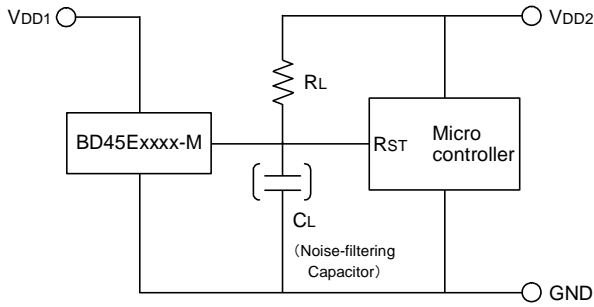 VDD1
VDD2
RL
BD45Exxxx-M
RST
Micro
controller
CL
（Noise-filtering
Capacitor）
GND